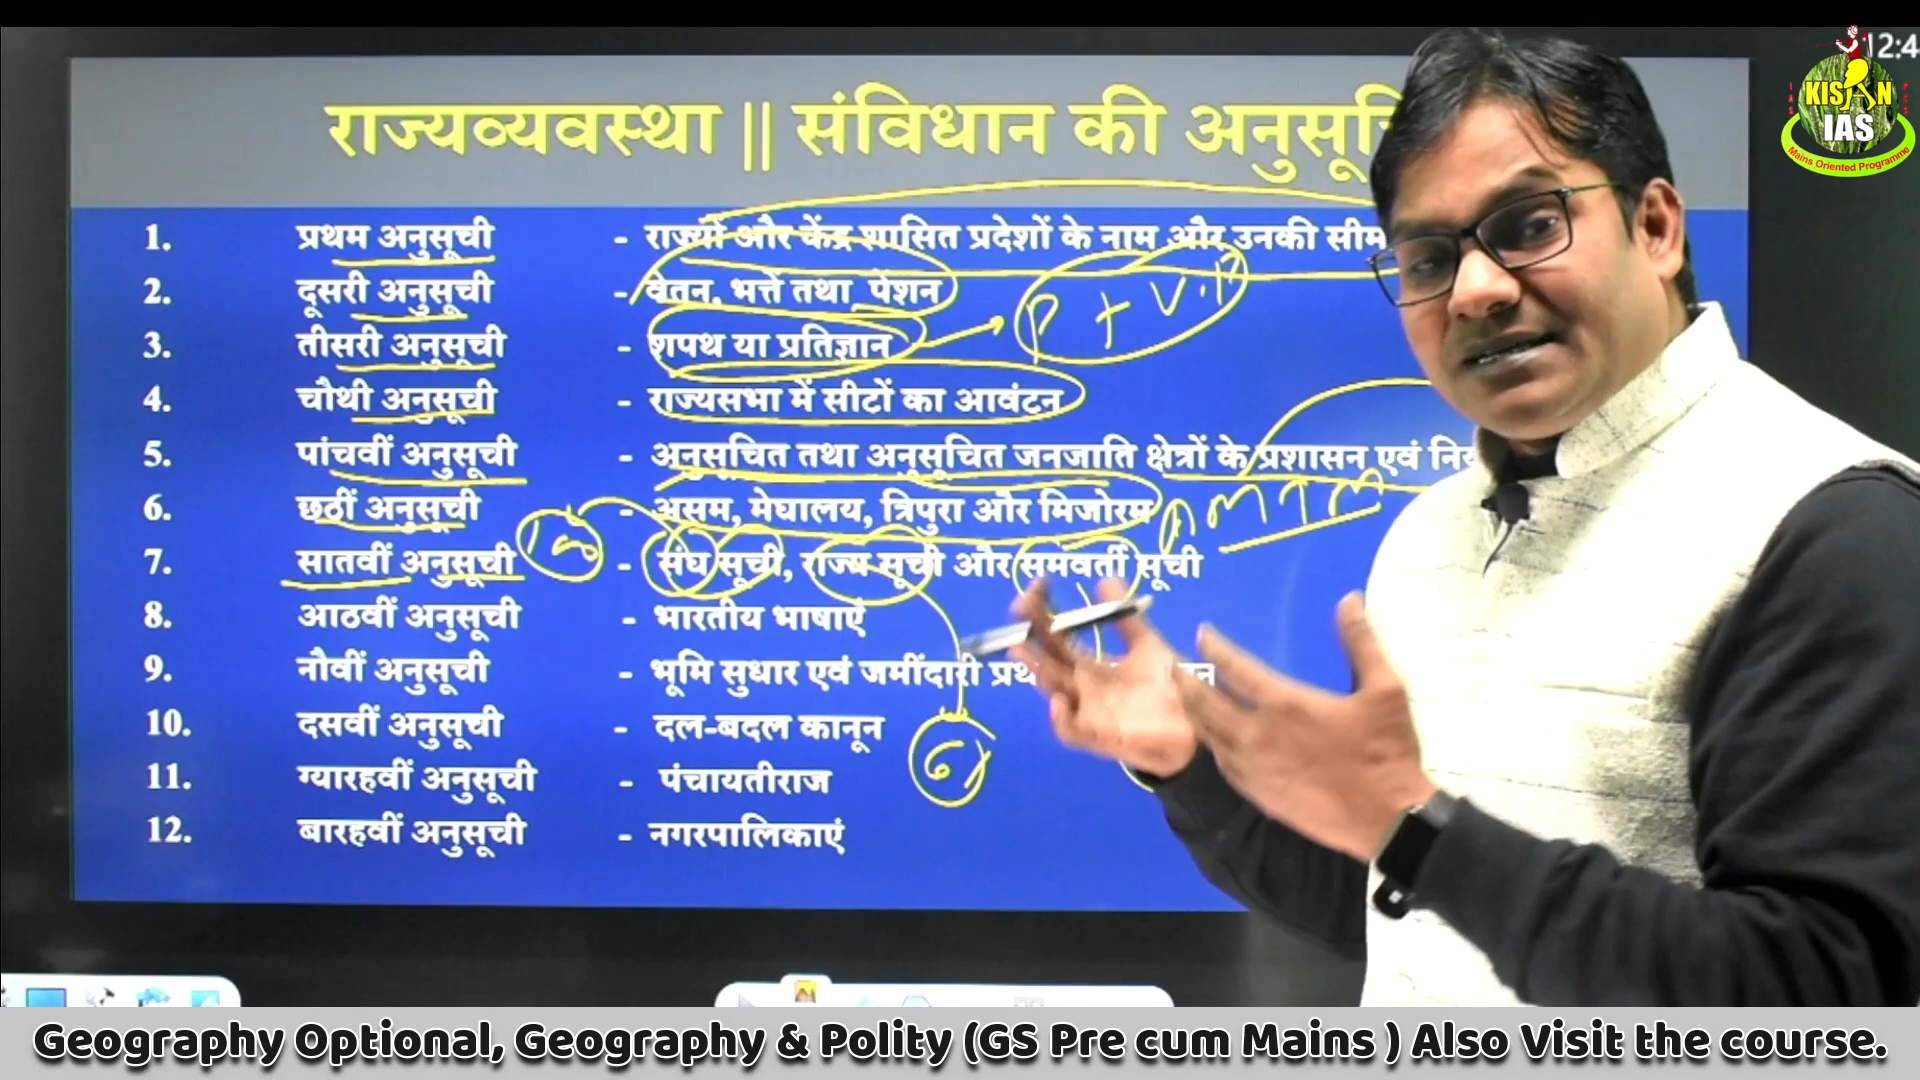 12:4
KISAN
IAS
Mains Oriented Programme
राज्यव्यवस्था || संविधान की
1. प्रथम अनुसूची - राज्यों और केंद्र शासित प्रदेशों के नाम और उनकी
2. दूसरी अनुसूची - वेतन, भत्ते तथा पेंशन
P + V.P
3. तीसरी अनुसूची - शपथ या प्रतिज्ञान
4. चौथी अनुसूची - राज्यसभा में सीटों का आवंटन
5. पांचवीं अनुसूची - अनुसूचित तथा अनुसूचित जनजाति क्षेत्रों के प्रशासन एवं
6. छठीं अनुसूची - असम, मेघालय, त्रिपुरा और मिजोरम
7. सातवीं अनुसूची - संघ सूची, राज्य सूची और समवर्ती सूची
8. आठवीं अनुसूची - भारतीय भाषाएं
9. नौवीं अनुसूची - भूमि सुधार एवं जमींदारी
10. दसवीं अनुसूची - दल-बदल कानून
11. ग्यारहवीं अनुसूची - पंचायतीराज
12. बारहवीं अनुसूची - नगरपालिकाएं
Geography Optional, Geography & Polity (GS Pre cum Mains ) Also Visit the course.